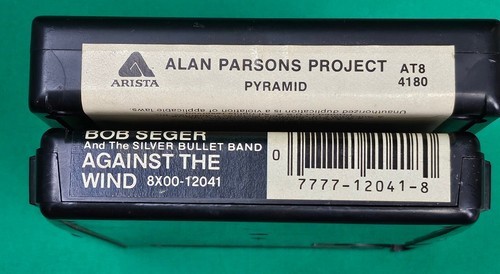 ARISTA
ALAN PARSONS PROJECT
PYRAMID
AT8
4180
Unauthorized duplication is a violation of applicable laws
BOB SEGER
And The SILVER BULLET BAND
AGAINST THE
WIND 8X00-12041
0
7777-12041-8